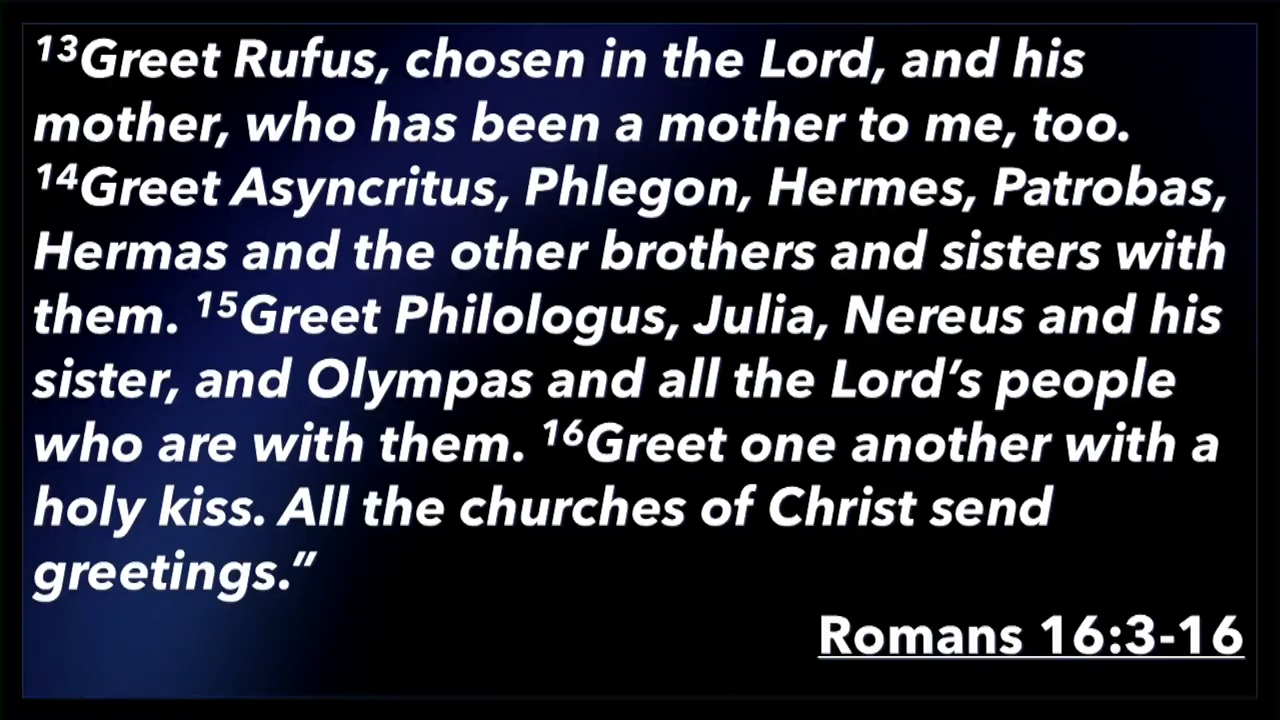 ¹³Greet Rufus, chosen in the Lord, and his
mother, who has been a mother to me, too.
¹⁴Greet Asyncritus, Phlegon, Hermes, Patrobas,
Hermas and the other brothers and sisters with
them. ¹⁵Greet Philologus, Julia, Nereus and his
sister, and Olympas and all the Lord’s people
who are with them. ¹⁶Greet one another with a
holy kiss. All the churches of Christ send
greetings.”
Romans 16:3-16